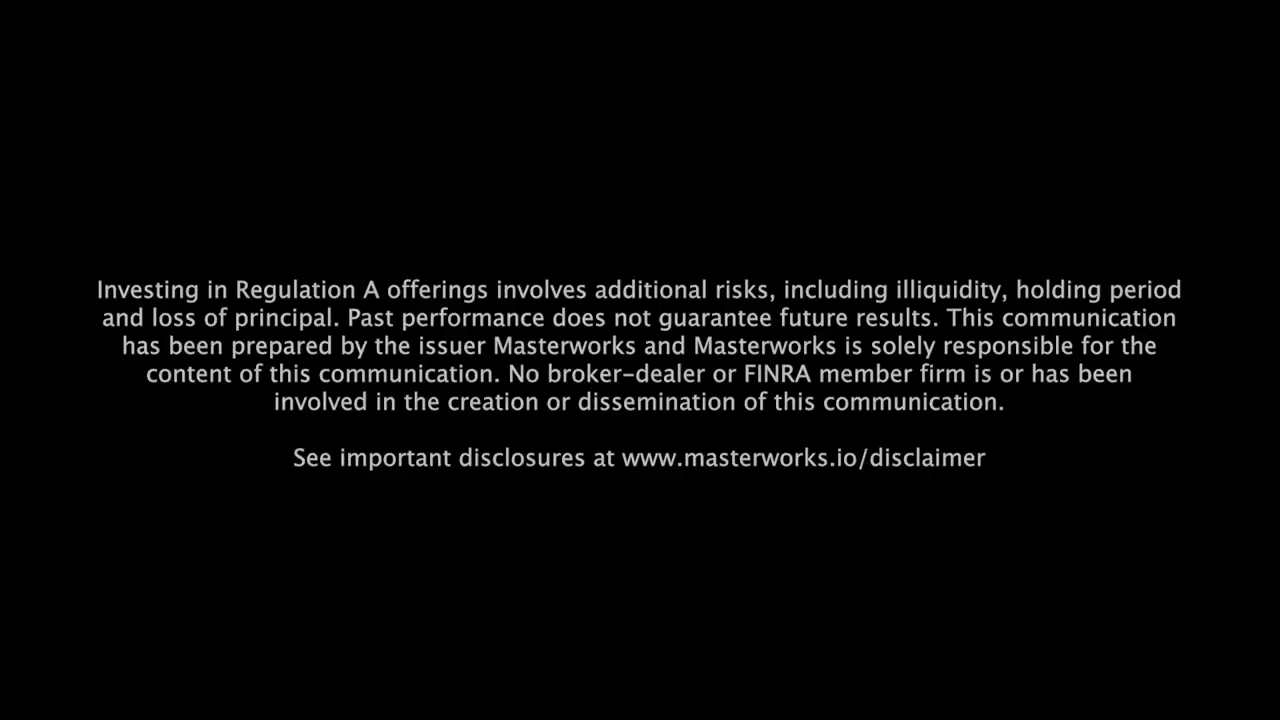 Investing in Regulation A offerings involves additional risks, including illiquidity, holding period
and loss of principal. Past performance does not guarantee future results. This communication
has been prepared by the issuer Masterworks and Masterworks is solely responsible for the
content of this communication. No broker-dealer or FINRA member firm is or has been
involved in the creation or dissemination of this communication.
See important disclosures at www.masterworks.io/disclaimer